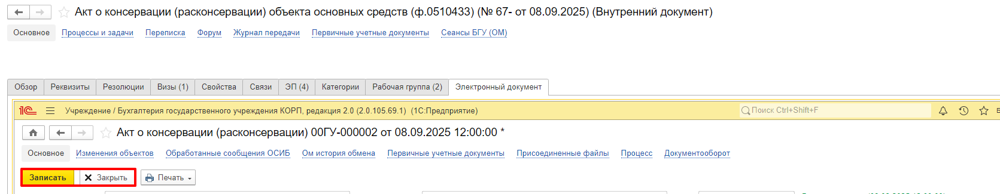 Акт о консервации (расконсервации) объекта основных средств (ф.0510433) (№ 67- от 08.09.2025) (Внутренний документ)
Основное Процессы и задачи Переписка Форум Журнал передачи Первичные учетные документы Сеансы БГУ (ОМ)
Обзор Реквизиты Резолюции Визы (1) Свойства Связи ЭП (4) Категории Рабочая группа (2) Электронный документ
1С Учреждение / Бухгалтерия государственного учреждения КОРП, редакция 2.0 (2.0.105.69.1) (1С:Предприятие) Поиск Ctrl+Shift+F
Акт о консервации (расконсервации) 00ГУ-000002 от 08.09.2025 12:00:00 *
Основное Изменения объектов Обработанные сообщения ОСИБ Ом история обмена Первичные учетные документы Присоединенные файлы Процесс Документооборот
Записать Закрыть Печать